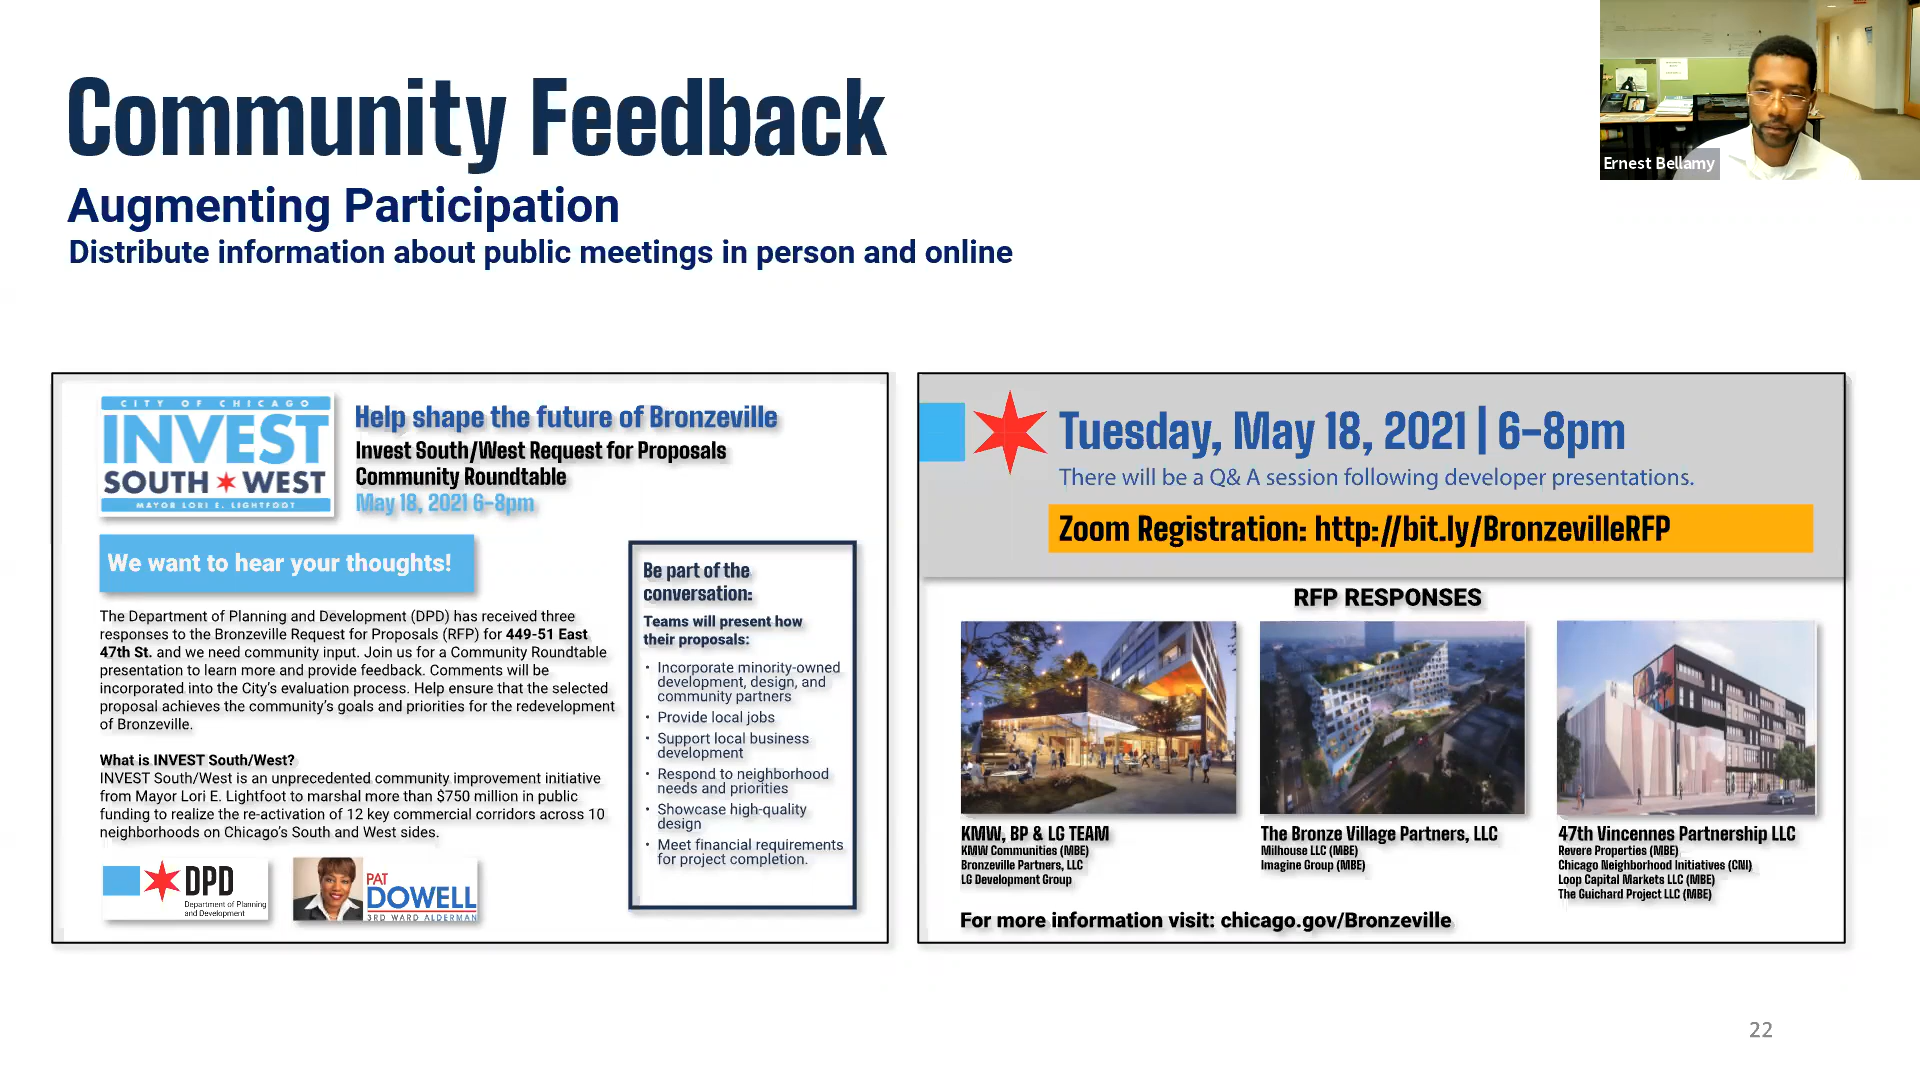 Community Feedback
Augmenting Participation
Distribute information about public meetings in person and online
Ernest Bellamy
CITY OF CHICAGO
INVEST
SOUTH WEST
MAYOR LORI E. LIGHTFOOT
Help shape the future of Bronzeville
Invest South/West Request for Proposals
Community Roundtable
May 18, 2021 6-8pm
We want to hear your thoughts!
The Department of Planning and Development (DPD) has received three
responses to the Bronzeville Request for Proposals (RFP) for 449-51 East
47th St. and we need community input. Join us for a Community Roundtable
presentation to learn more and provide feedback. Comments will be
incorporated into the City's evaluation process. Help ensure that the selected
proposal achieves the community's goals and priorities for the redevelopment
of Bronzeville.
What is INVEST South/West?
INVEST South/West is an unprecedented community improvement initiative
from Mayor Lori E. Lightfoot to marshal more than $750 million in public
funding to realize the re-activation of 12 key commercial corridors across 10
neighborhoods on Chicago's South and West sides.
DPD
Department of Planning
and Development
PAT
DOWELL
3RD WARD ALDERMAN
Be part of the
conversation:
Teams will present how
their proposals:
• Incorporate minority-owned
development, design, and
community partners
• Provide local jobs
• Support local business
development
• Respond to neighborhood
needs and priorities
• Showcase high-quality
design
• Meet financial requirements
for project completion.
Tuesday, May 18, 2021 | 6-8pm
There will be a Q& A session following developer presentations.
Zoom Registration: http://bit.ly/BronzevilleRFP
RFP RESPONSES
KMW, BP & LG TEAM
KMW Communities (MBE)
Bronzeville Partners, LLC
LG Development Group
The Bronze Village Partners, LLC
Milhouse LLC (MBE)
Imagine Group (MBE)
47th Vincennes Partnership LLC
Revere Properties (MBE)
Chicago Neighborhood Initiatives (CNI)
Loop Capital Markets LLC (MBE)
The Guichard Project LLC (MBE)
For more information visit: chicago.gov/Bronzeville
22